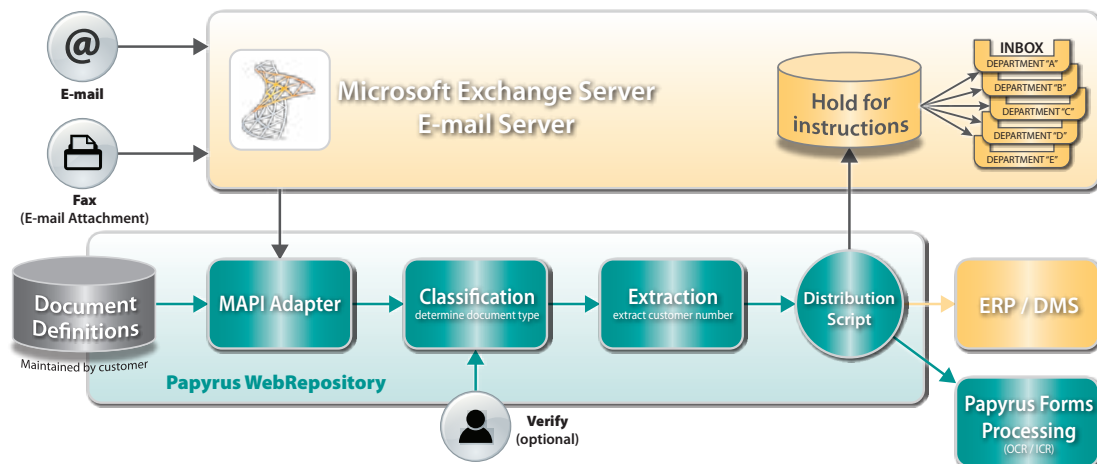 @
E-mail
Fax
(E-mail Attachment)
Microsoft Exchange Server
E-mail Server
Hold for
instructions
INBOX
DEPARTMENT "A"
DEPARTMENT "B"
DEPARTMENT "C"
DEPARTMENT "D"
DEPARTMENT "E"
Document
Definitions
Maintained by customer
MAPI Adapter
Classification
determine document type
Extraction
extract customer number
Distribution
Script
ERP / DMS
Papyrus WebRepository
Verify
(optional)
Papyrus Forms
Processing
(OCR / ICR)